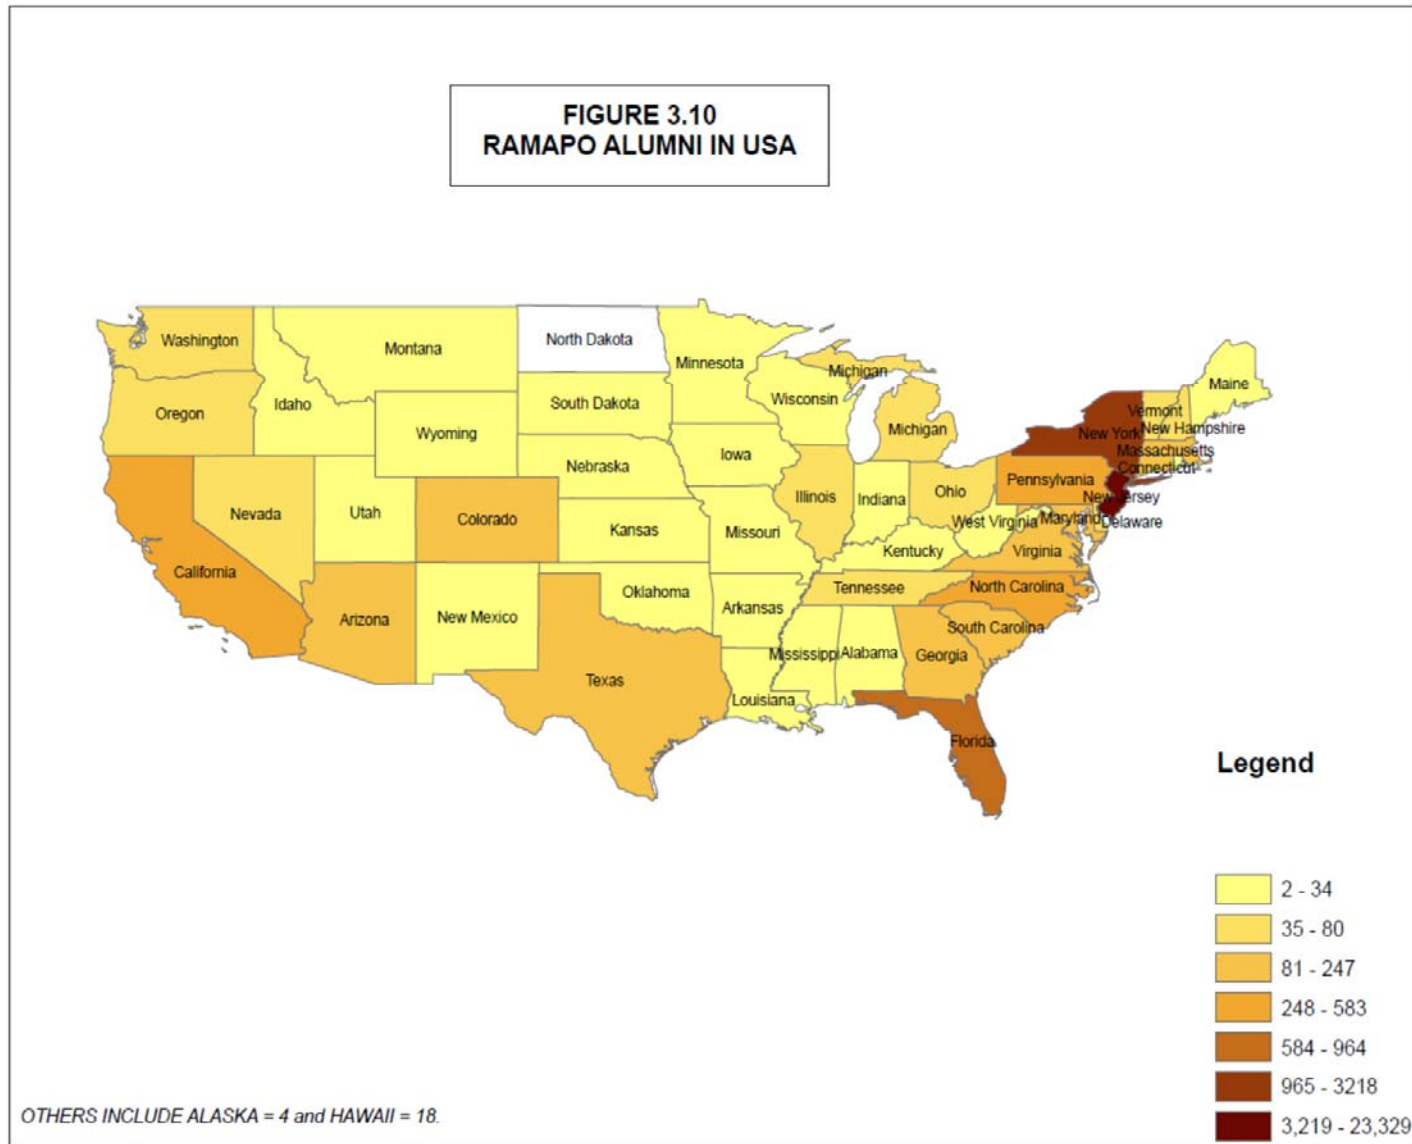 FIGURE 3.10
RAMAPO ALUMNI IN USA
Washington
Montana
North Dakota
Minnesota
Michigan
Maine
Oregon
Idaho
South Dakota
Wisconsin
Vermont
Wyoming
Michigan
New York
New Hampshire
Massachusetts
Iowa
Nebraska
Connecticut
Pennsylvania
Illinois
Indiana
Ohio
New Jersey
Nevada
Utah
Colorado
Kansas
Missouri
West Virginia
Maryland
Delaware
Kentucky
Virginia
California
Oklahoma
Tennessee
North Carolina
Arkansas
Arizona
New Mexico
South Carolina
Mississippi
Alabama
Georgia
Texas
Louisiana
Florida
Legend
2 - 34
35 - 80
81 - 247
248 - 583
584 - 964
965 - 3218
3,219 - 23,329
OTHERS INCLUDE ALASKA = 4 and HAWAII = 18.